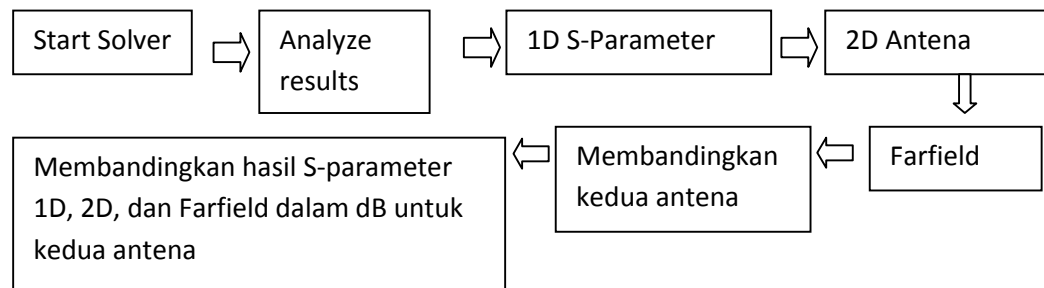 Start Solver
Analyze
results
1D S-Parameter
2D Antena
Farfield
Membandingkan
kedua antena
Membandingkan hasil S-parameter
1D, 2D, dan Farfield dalam dB untuk
kedua antena